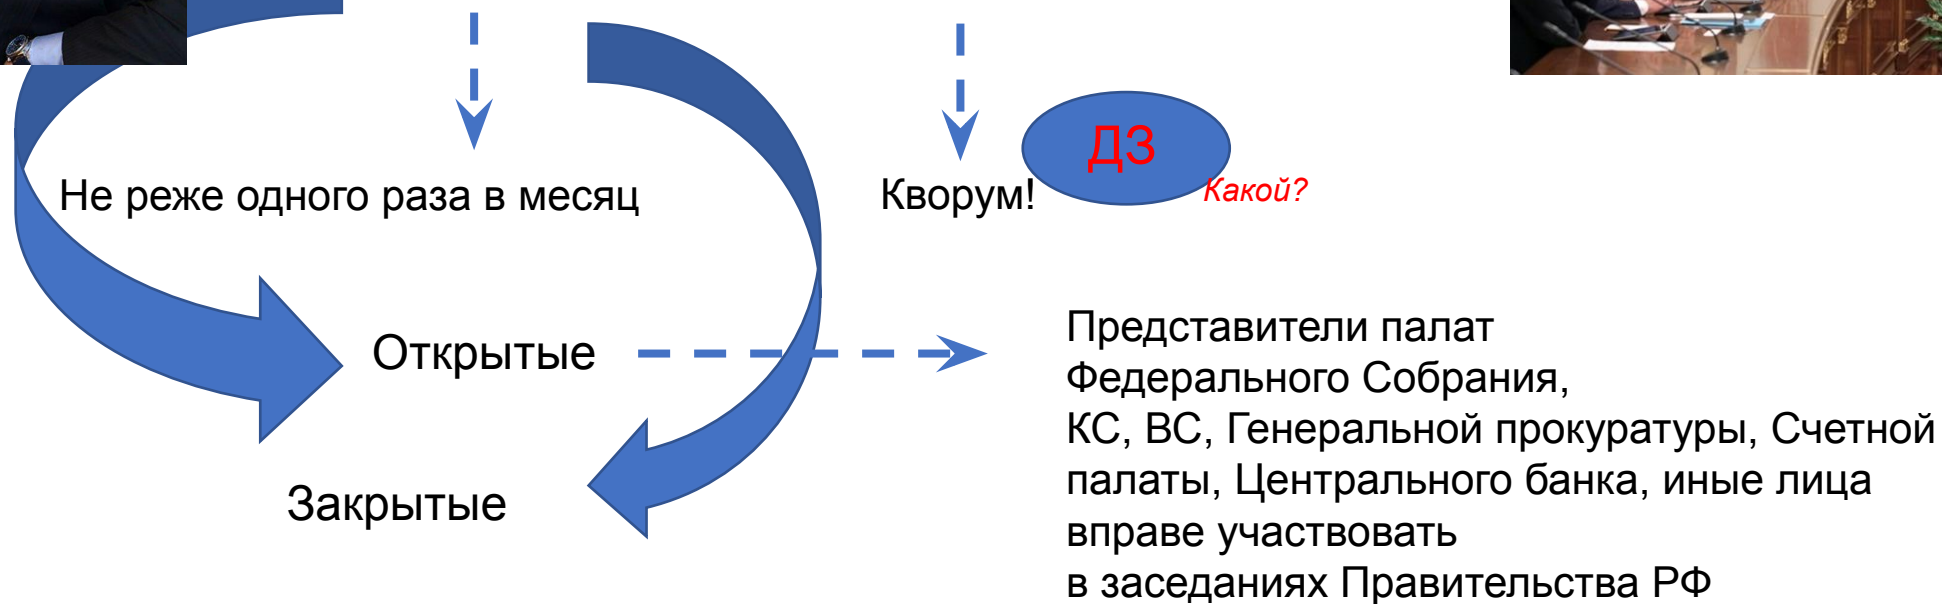 ДЗ
Не реже одного раза в месяц
Кворум!
Какой?
Открытые
Закрытые
Представители палат
Федерального Собрания,
КС, ВС, Генеральной прокуратуры, Счетной
палаты, Центрального банка, иные лица
вправе участвовать
в заседаниях Правительства РФ